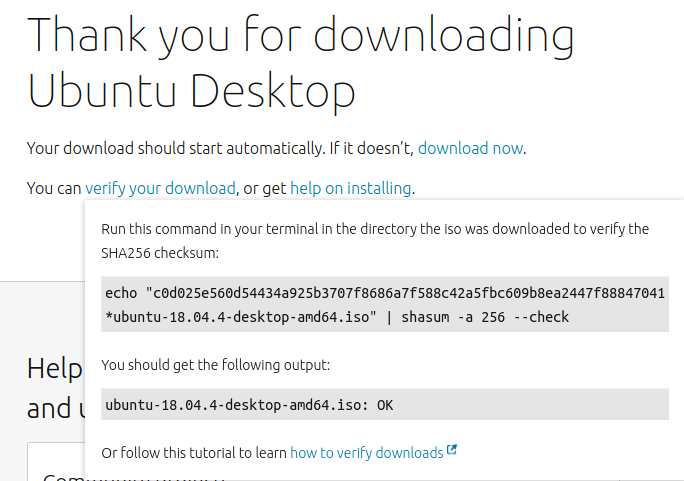 Thank you for downloading
Ubuntu Desktop
Your download should start automatically. If it doesn’t, download now.
You can verify your download, or get help on installing.
Run this command in your terminal in the directory the iso was downloaded to verify the
SHA256 checksum:
echo "c0d025e560d54434a925b3707f8686a7f588c42a5fbc609b8ea2447f88847041
*ubuntu-18.04.4-desktop-amd64.iso" | shasum -a 256 --check
You should get the following output:
ubuntu-18.04.4-desktop-amd64.iso: OK
Or follow this tutorial to learn how to verify downloads
Help
and